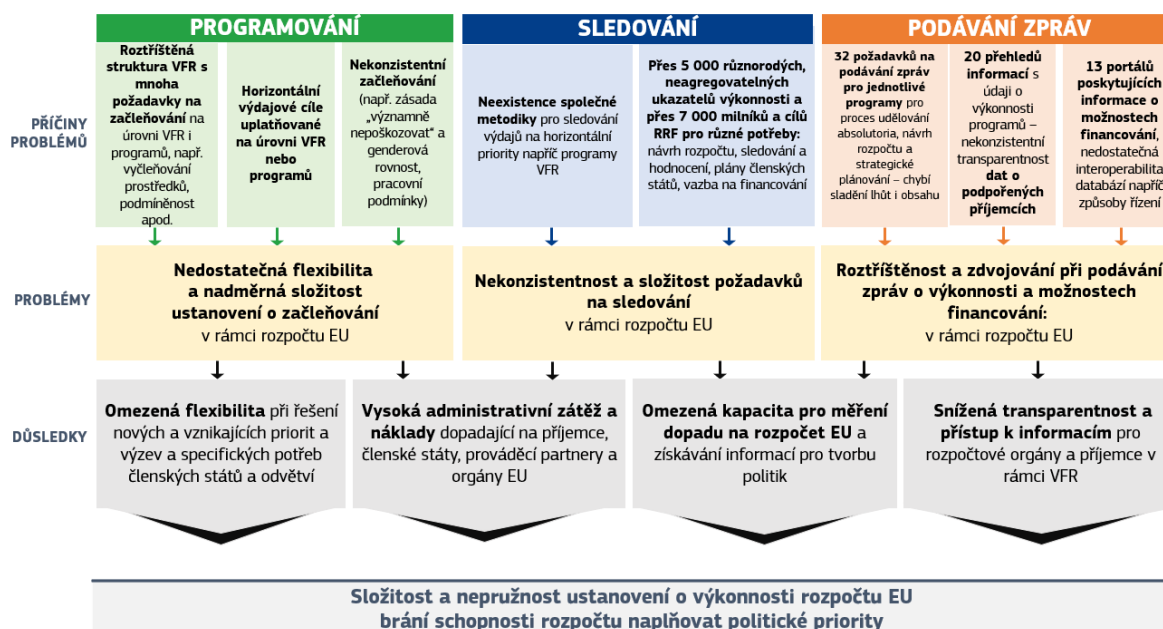 PROGRAMOVÁNÍ
SLEDOVÁNÍ
PODÁVÁNÍ ZPRÁV
PŘÍČINY
PROBLÉMŮ
Roztříštěná
struktura VFR s
mnoha
požadavky na
začleňování na
úrovni VFR i
programů, např.
vyčleňování
prostředků,
podmíněnost
apod.
Horizontální
výdajové cíle
uplatňované
na úrovni VFR
nebo
programů
Nekonzistentní
začleňování
(např. zásada
„významně
nepoškozovat“ a
genderová
rovnost,
pracovní
podmínky)
Neexistence společné
metodiky pro sledování
výdajů na horizontální
priority napříč programy
VFR
Přes 5 000 různorodých,
neagregovatelných
ukazatelů výkonnosti a
přes 7 000 milníků a cílů
RRF pro různé potřeby:
návrh rozpočtu, sledování a
hodnocení, plány členských
států, vazba na financování
32 požadavků na
podávání zpráv
pro jednotlivé
programy pro
proces udělování
absolutoria, návrh
rozpočtu a
strategické
plánování – chybí
sladění lhůt i obsahu
20 přehledů
informací s
údaji o
výkonnosti
programů –
nekonzistentní
transparentnost
dat o
podpořených
příjemcích
13 portálů
poskytujících
informace o
možnostech
financování,
nedostatečná
interoperabilita
databází napříč
způsoby řízení
PROBLÉMY
Nedostatečná flexibilita
a nadměrná složitost
ustanovení o začleňování
v rámci rozpočtu EU
Nekonzistentnost a složitost požadavků
na sledování
v rámci rozpočtu EU
Roztříštěnost a zdvojování při podávání
zpráv o výkonnosti a možnostech
financování:
v rámci rozpočtu EU
DŮSLEDKY
Omezená flexibilita při řešení
nových a vznikajících priorit a
výzev a specifických potřeb
členských států a odvětví
Vysoká administrativní zátěž a
náklady dopadající na příjemce,
členské státy, prováděcí partnery a
orgány EU
Omezená kapacita pro měření
dopadu na rozpočet EU a
získávání informací pro tvorbu
politik
Snížená transparentnost a
přístup k informacím pro
rozpočtové orgány a příjemce v
rámci VFR
Složitost a nepružnost ustanovení o výkonnosti rozpočtu EU
brání schopnosti rozpočtu naplňovat politické priority